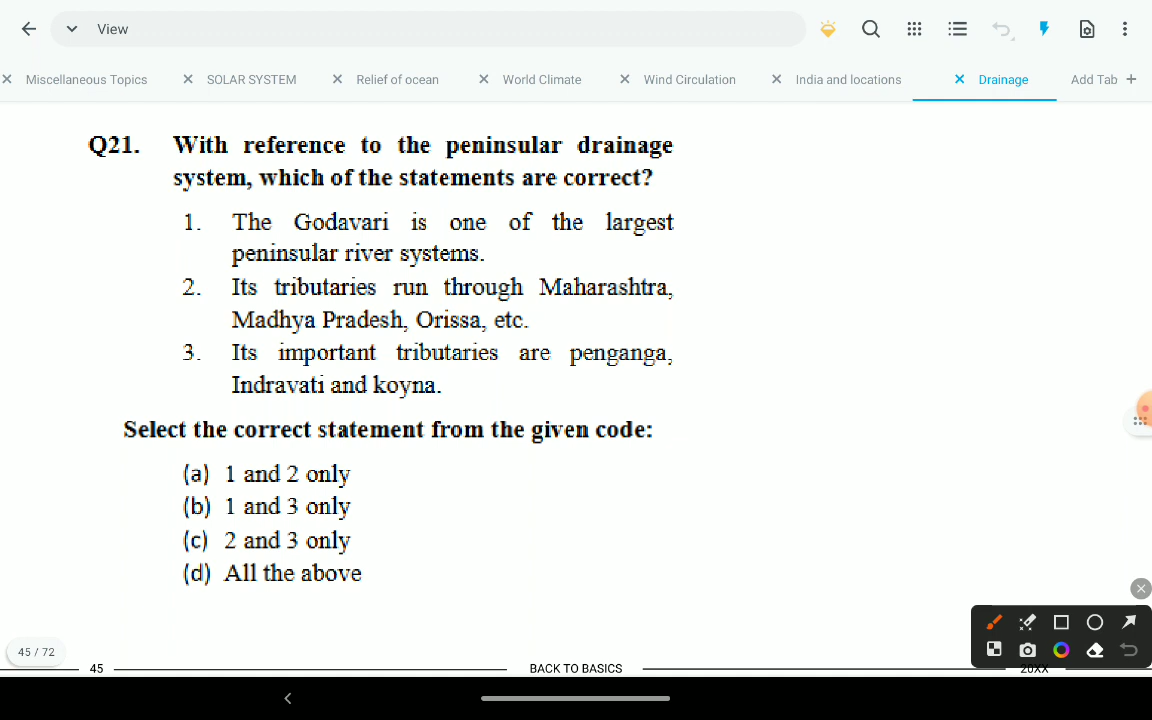 View
Miscellaneous Topics SOLAR SYSTEM Relief of ocean World Climate Wind Circulation India and locations Drainage Add Tab +
Q21. With reference to the peninsular drainage
system, which of the statements are correct?
1. The Godavari is one of the largest
peninsular river systems.
2. Its tributaries run through Maharashtra,
Madhya Pradesh, Orissa, etc.
3. Its important tributaries are penganga,
Indravati and koyna.
Select the correct statement from the given code:
(a) 1 and 2 only
(b) 1 and 3 only
(c) 2 and 3 only
(d) All the above
45 / 72
45 BACK TO BASICS 20XX